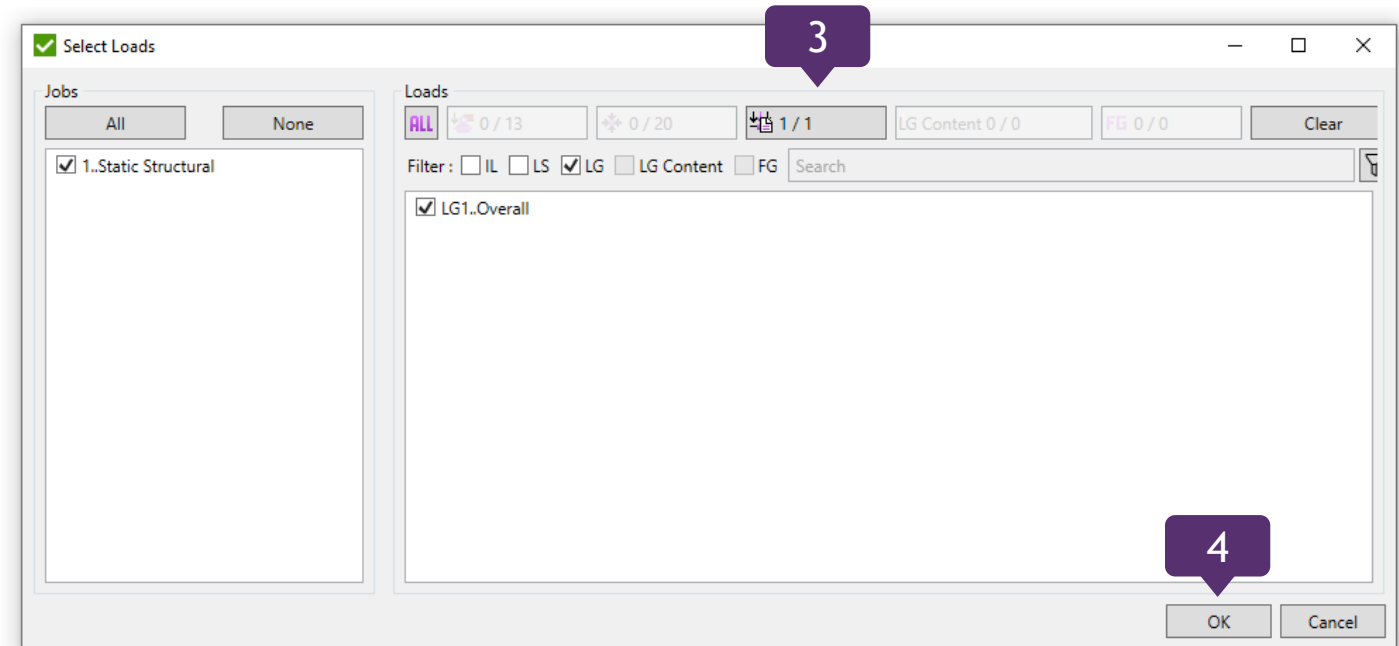 3
Select Loads
Jobs
All None
1..Static Structural
Loads
ALL 0 / 13 0 / 20 1 / 1 LG Content 0 / 0 FG 0 / 0 Clear
Filter : IL LS LG LG Content FG Search
LG1..Overall
4
OK Cancel